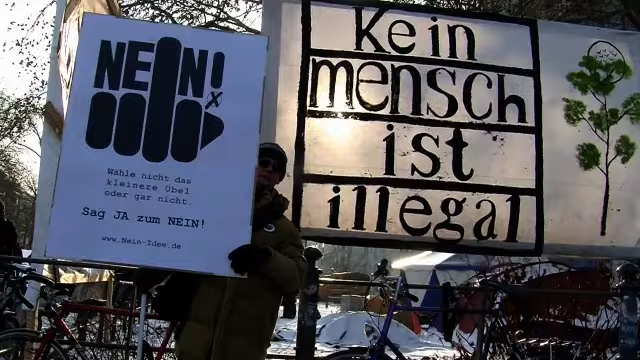 NEIN!
Wähle nicht das
kleinere Übel
oder gar nicht.
Sag JA zum NEIN!
www.Nein-Idee.de
Kein
mensch
ist
illegal